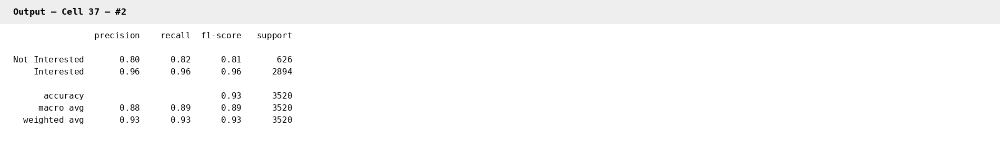 Output — Cell 37 — #2
precision recall f1-score support
Not Interested 0.80 0.82 0.81 626
Interested 0.96 0.96 0.96 2894
accuracy 0.93 3520
macro avg 0.88 0.89 0.89 3520
weighted avg 0.93 0.93 0.93 3520